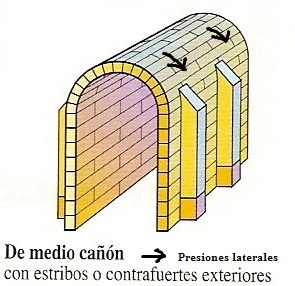 De medio cañón → Presiones laterales
con estribos o contrafuertes exteriores